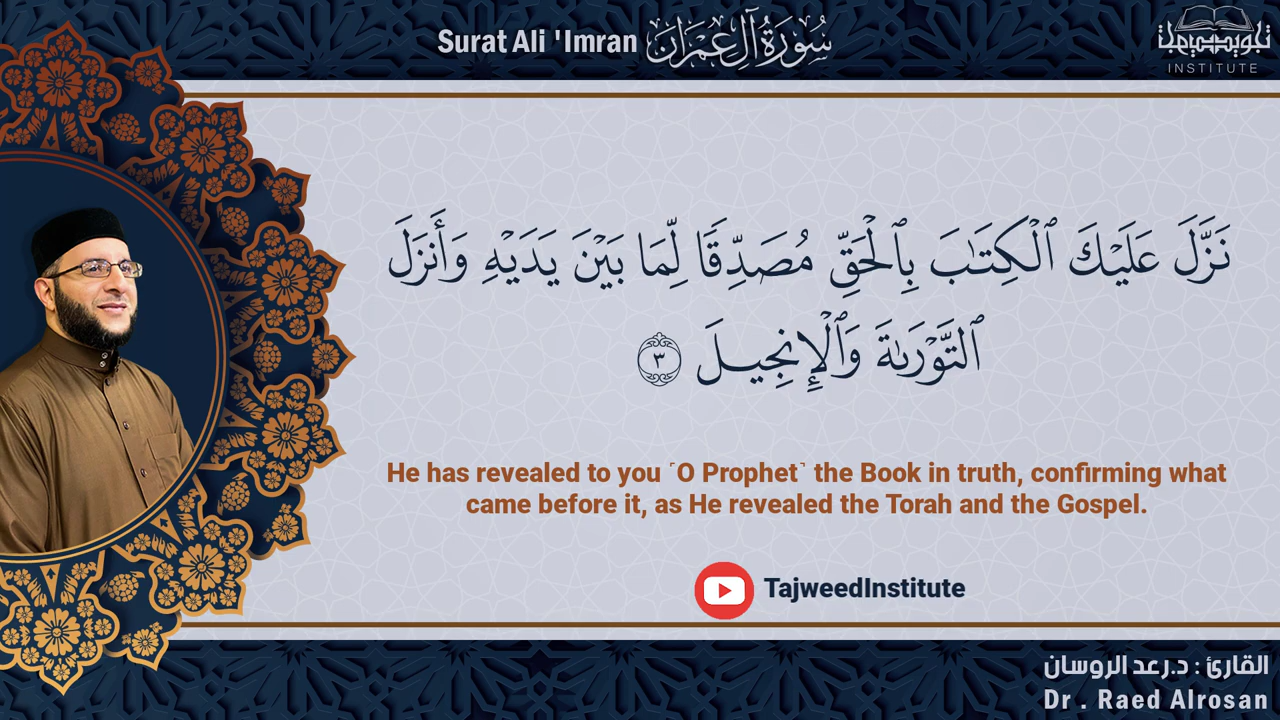 Surat Ali 'Imran سُورَةُ آلِ عِمْرَانَ
INSTITUTE
نَزَّلَ عَلَيْكَ ٱلْكِتَٰبَ بِٱلْحَقِّ مُصَدِّقًا لِّمَا بَيْنَ يَدَيْهِ وَأَنزَلَ
ٱلتَّوْرَىٰةَ وَٱلْإِنجِيلَ ٣
He has revealed to you ˹O Prophet˺ the Book in truth, confirming what
came before it, as He revealed the Torah and the Gospel.
TajweedInstitute
القارئ : د.رعد الروسان
Dr . Raed Alrosan